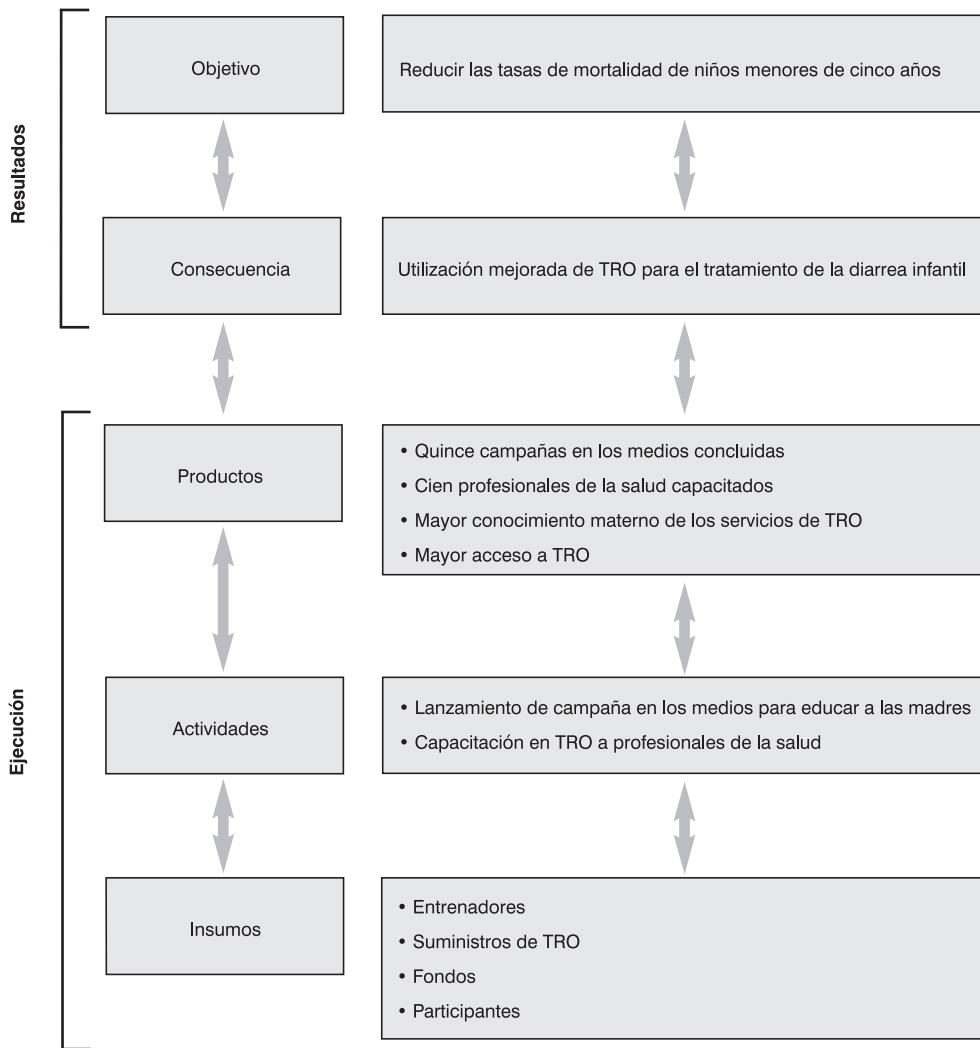 Resultados
Objetivo
Reducir las tasas de mortalidad de niños menores de cinco años
Consecuencia
Utilización mejorada de TRO para el tratamiento de la diarrea infantil
Ejecución
Productos
• Quince campañas en los medios concluidas
• Cien profesionales de la salud capacitados
• Mayor conocimiento materno de los servicios de TRO
• Mayor acceso a TRO
Actividades
• Lanzamiento de campaña en los medios para educar a las madres
• Capacitación en TRO a profesionales de la salud
Insumos
• Entrenadores
• Suministros de TRO
• Fondos
• Participantes